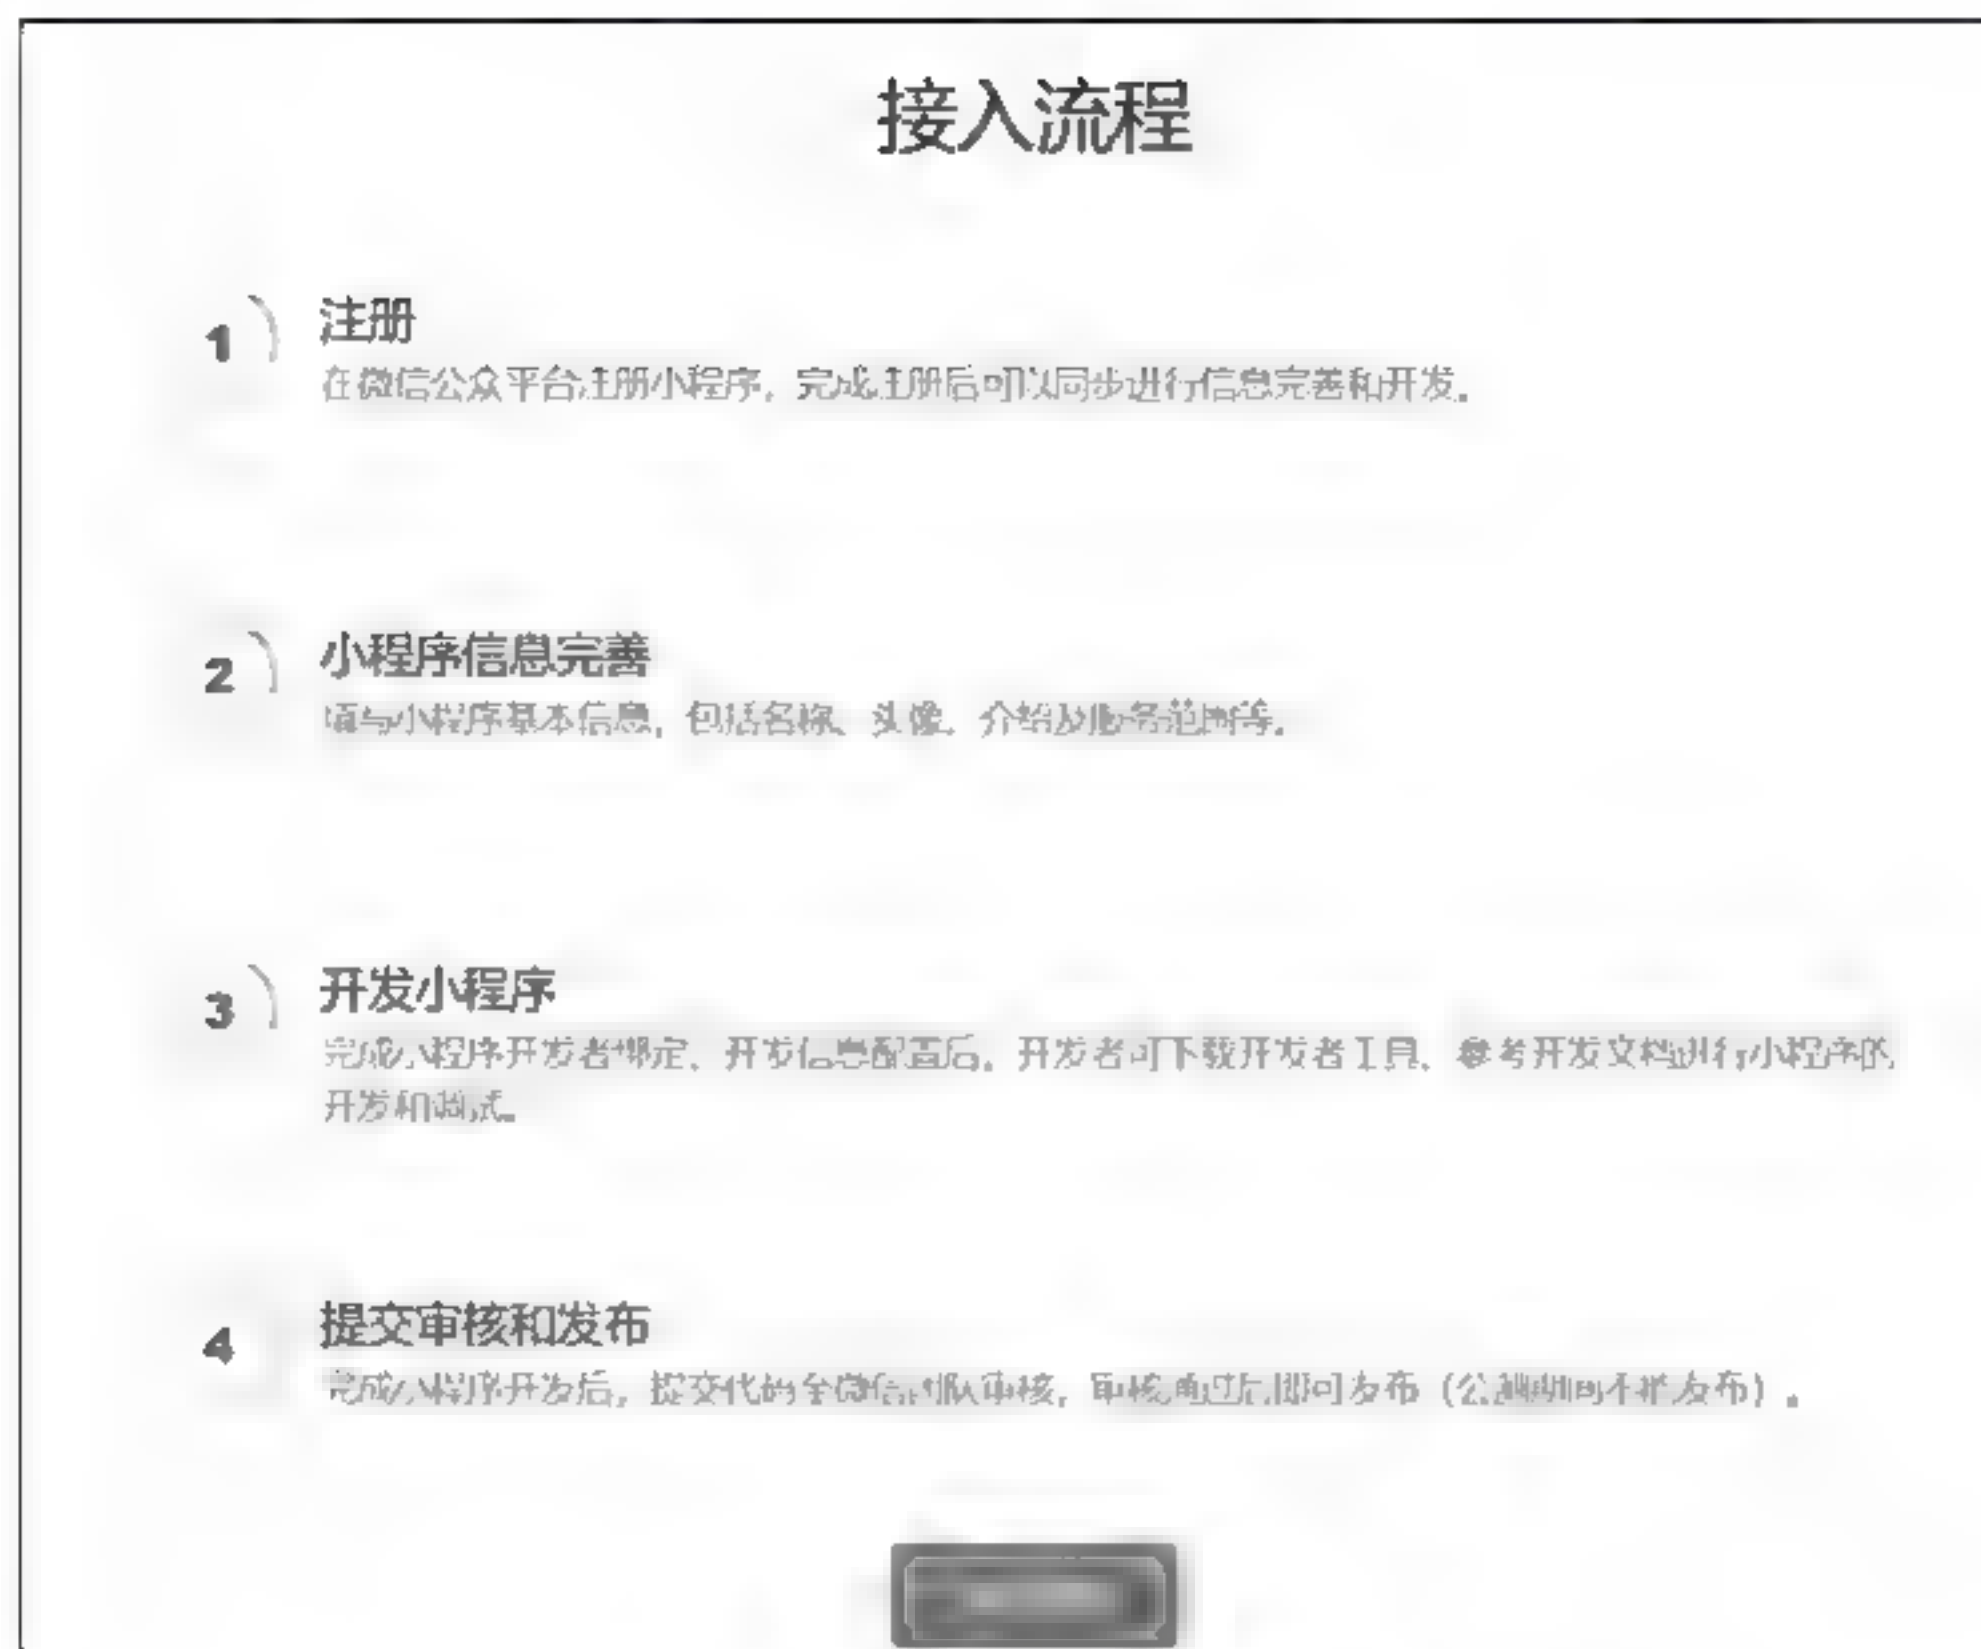 接入流程
1
注册
在微信公众平台注册小程序，完成注册后可以同步进行信息完善和开发。
2
小程序信息完善
填写小程序基本信息，包括名称、头像、介绍及服务范围等。
3
开发小程序
完成小程序开发者绑定、开发信息配置后，开发者可下载开发者工具、参考开发文档进行小程序的
开发和调试。
4
提交审核和发布
完成小程序开发后，提交代码至微信团队审核，审核通过后即可发布（公测期间不能发布）。